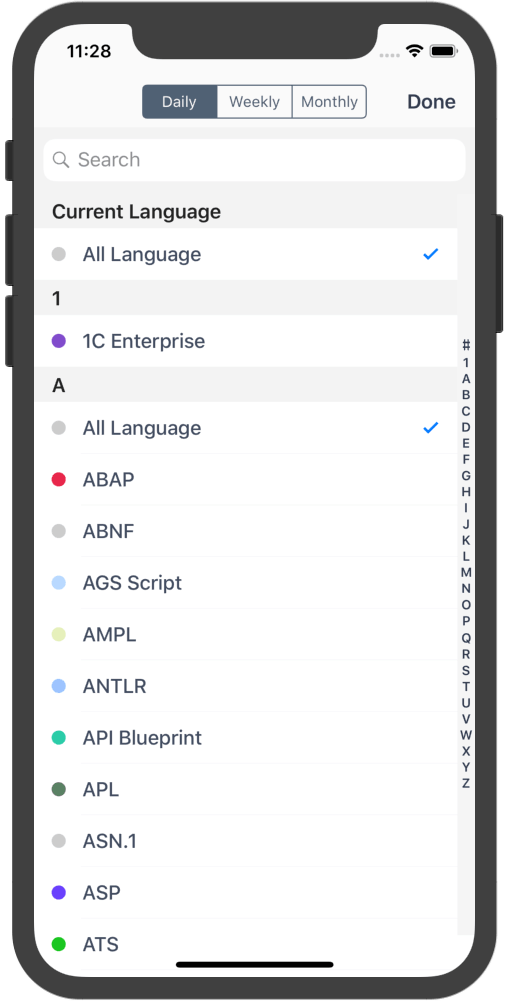 11:28
Daily Weekly Monthly Done
Search
Current Language
All Language
1
1C Enterprise
A
All Language
ABAP
ABNF
AGS Script
AMPL
ANTLR
API Blueprint
APL
ASN.1
ASP
ATS
#
1
A
B
C
D
E
F
G
H
I
J
K
L
M
N
O
P
Q
R
S
T
U
V
W
X
Y
Z